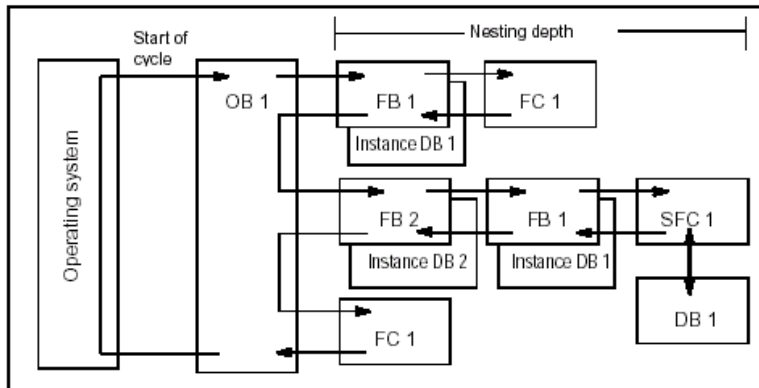 Start of
cycle
Nesting depth
Operating system
OB 1
FB 1
FC 1
Instance DB 1
FB 2
FB 1
SFC 1
Instance DB 2
Instance DB 1
FC 1
DB 1